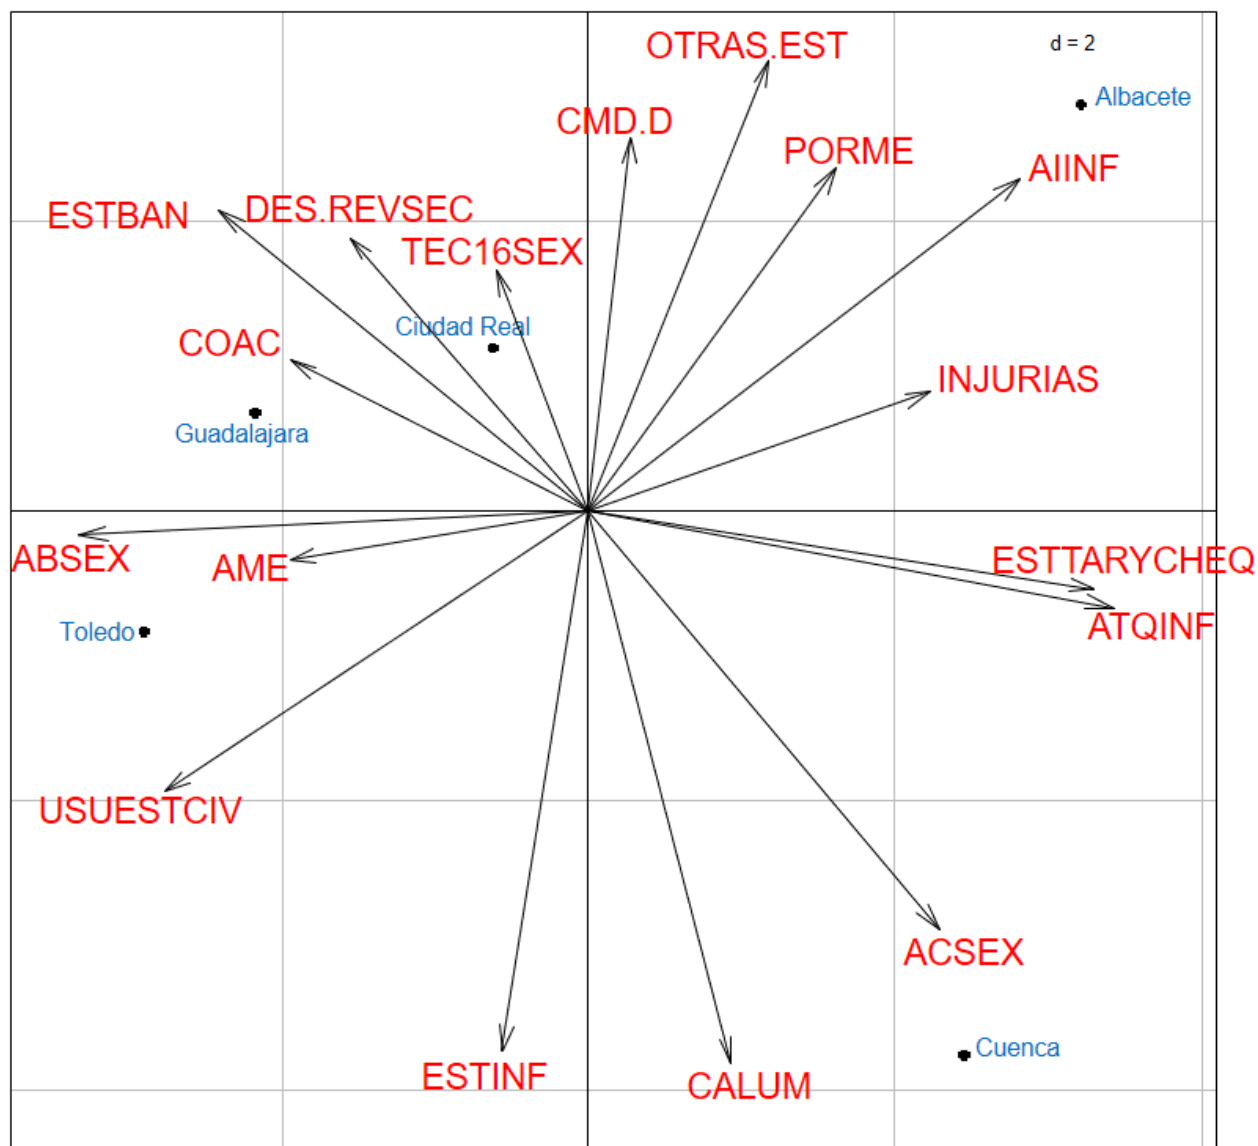 OTRAS.EST
d = 2
Albacete
CMD.D
PORME
AIINF
ESTBAN
DES.REVSEC
TEC16SEX
Ciudad Real
COAC
INJURIAS
Guadalajara
ABSEX
AME
ESTTARYCHEQ
ATQINF
Toledo
USUESTCIV
ACSEX
Cuenca
ESTINF
CALUM